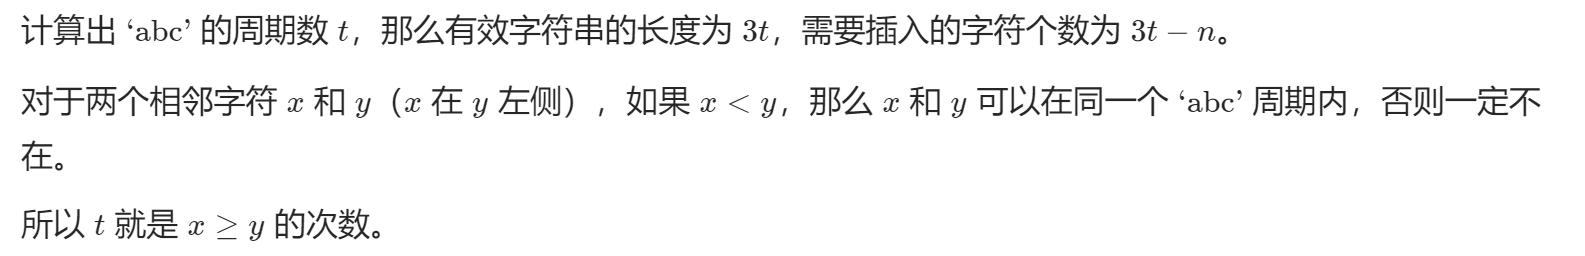 计算出 ‘abc’ 的周期数 t，那么有效字符串的长度为 3t，需要插入的字符个数为 3t − n。
对于两个相邻字符 x 和 y（x 在 y 左侧），如果 x < y，那么 x 和 y 可以在同一个 ‘abc’ 周期内，否则一定不
在。
所以 t 就是 x ≥ y 的次数。